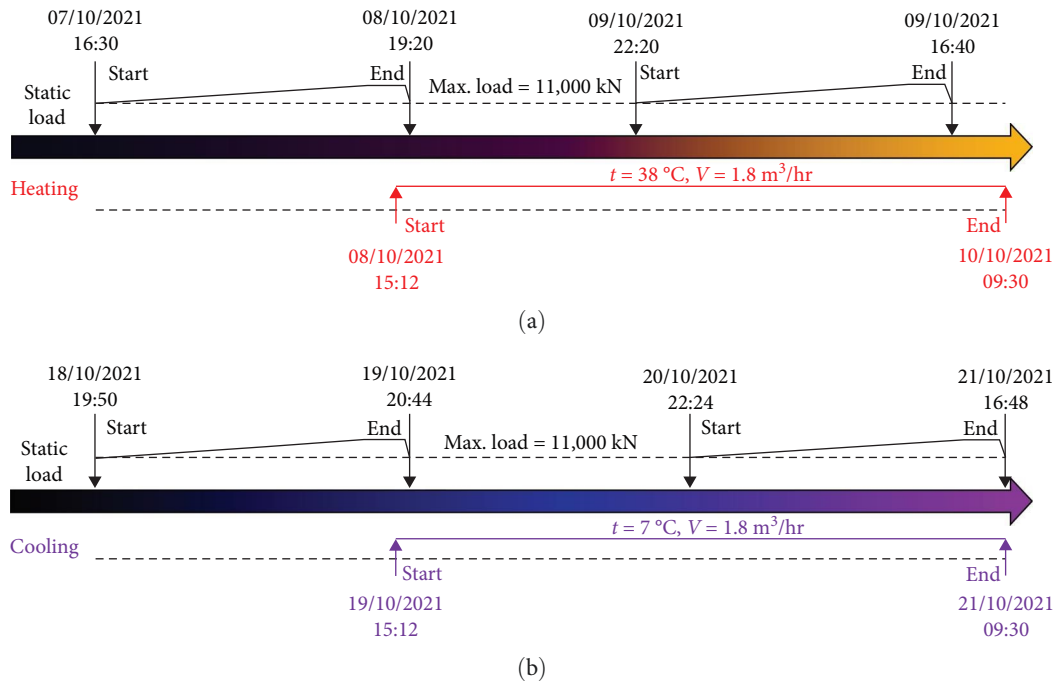 07/10/2021 08/10/2021 09/10/2021 09/10/2021
16:30 19:20 22:20 16:40
Start End Max. load = 11,000 kN Start End
Static
load
t = 38 °C, V = 1.8 m³/hr
Heating
Start End
08/10/2021 10/10/2021
15:12 09:30
(a)
18/10/2021 19/10/2021 20/10/2021 21/10/2021
19:50 20:44 22:24 16:48
Start End Max. load = 11,000 kN Start End
Static
load
t = 7 °C, V = 1.8 m³/hr
Cooling
Start End
19/10/2021 21/10/2021
15:12 09:30
(b)